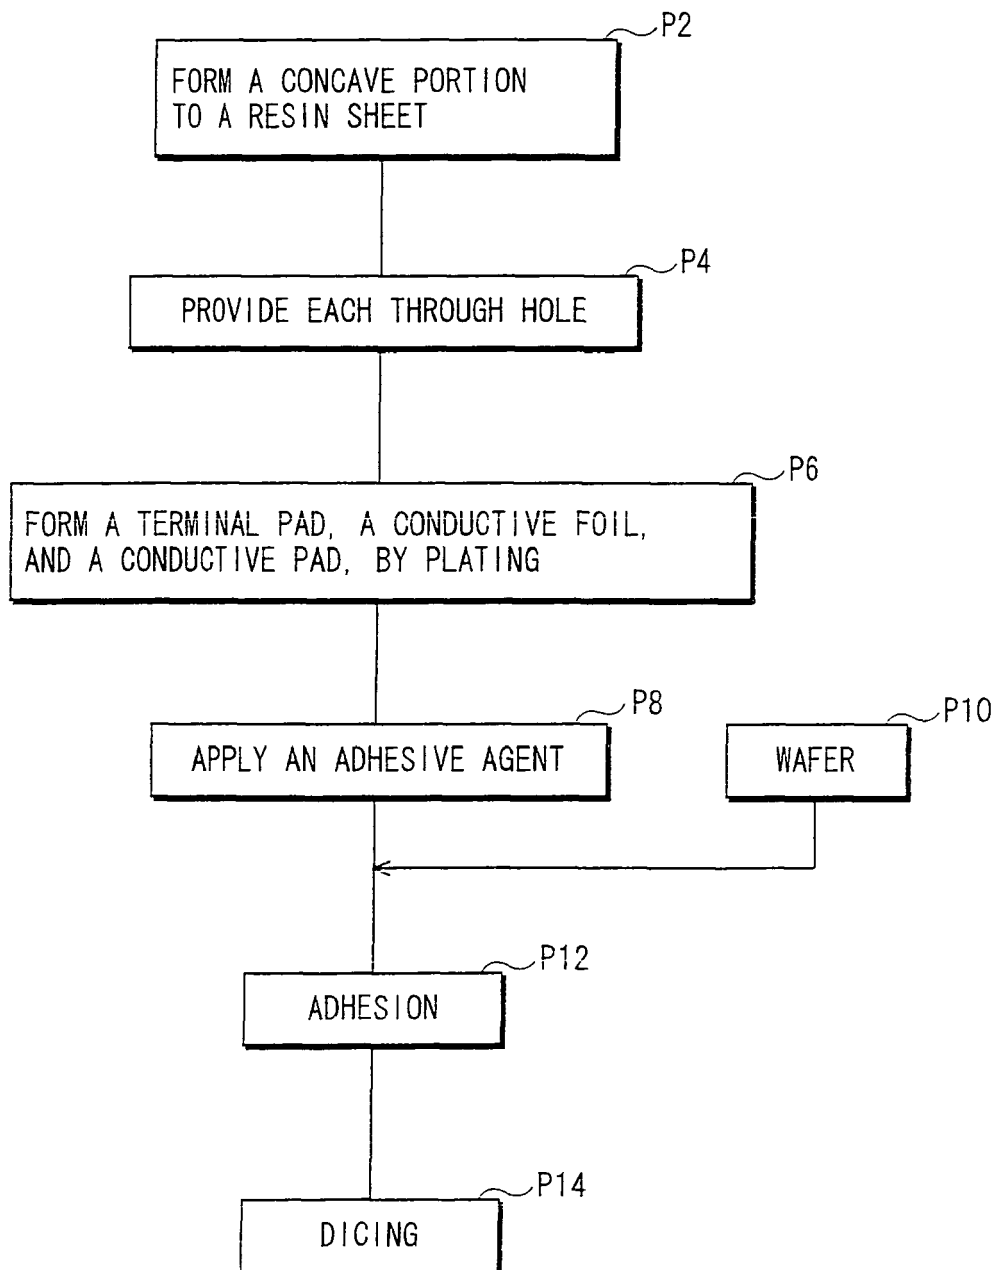 P2
FORM A CONCAVE PORTION
TO A RESIN SHEET
P4
PROVIDE EACH THROUGH HOLE
P6
FORM A TERMINAL PAD, A CONDUCTIVE FOIL,
AND A CONDUCTIVE PAD, BY PLATING
P8
APPLY AN ADHESIVE AGENT
P10
WAFER
P12
ADHESION
P14
DICING